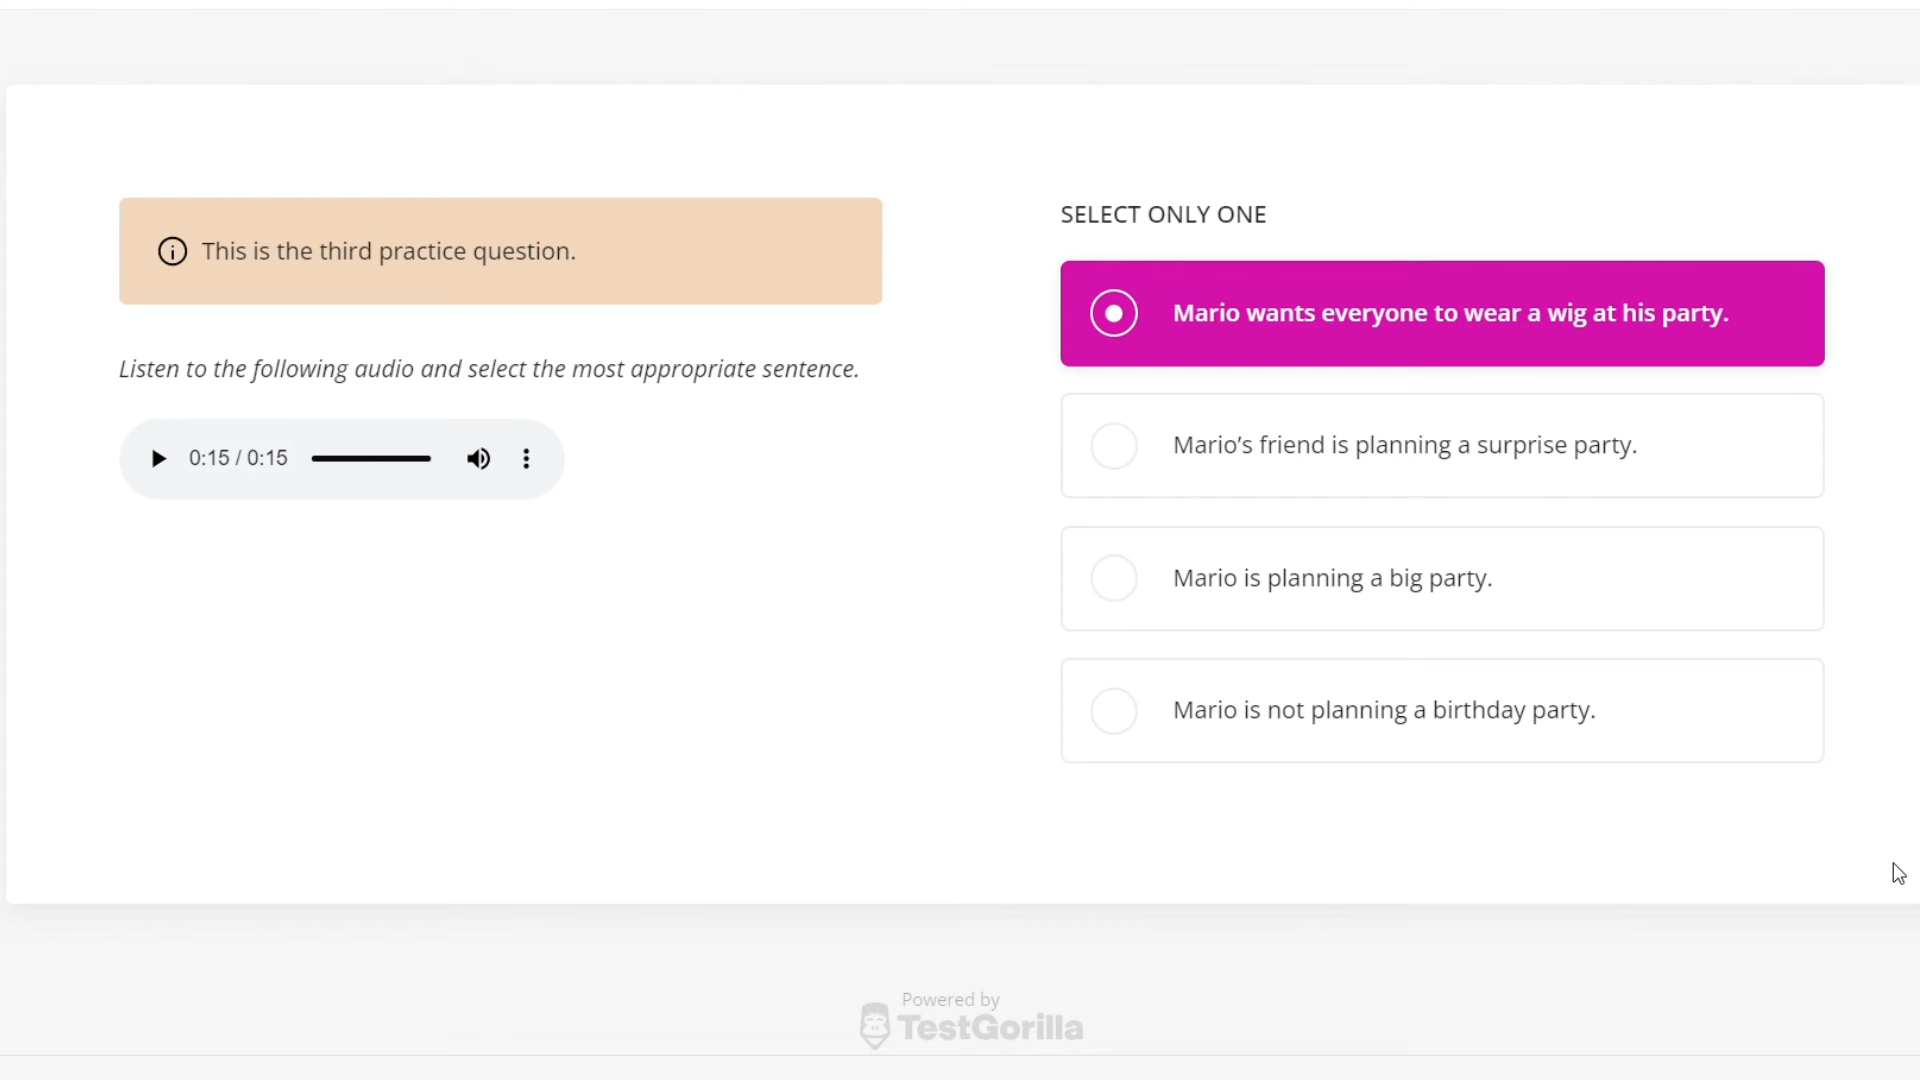 This is the third practice question.
Listen to the following audio and select the most appropriate sentence.
0:15 / 0:15
SELECT ONLY ONE
Mario wants everyone to wear a wig at his party.
Mario’s friend is planning a surprise party.
Mario is planning a big party.
Mario is not planning a birthday party.
Powered by
TestGorilla